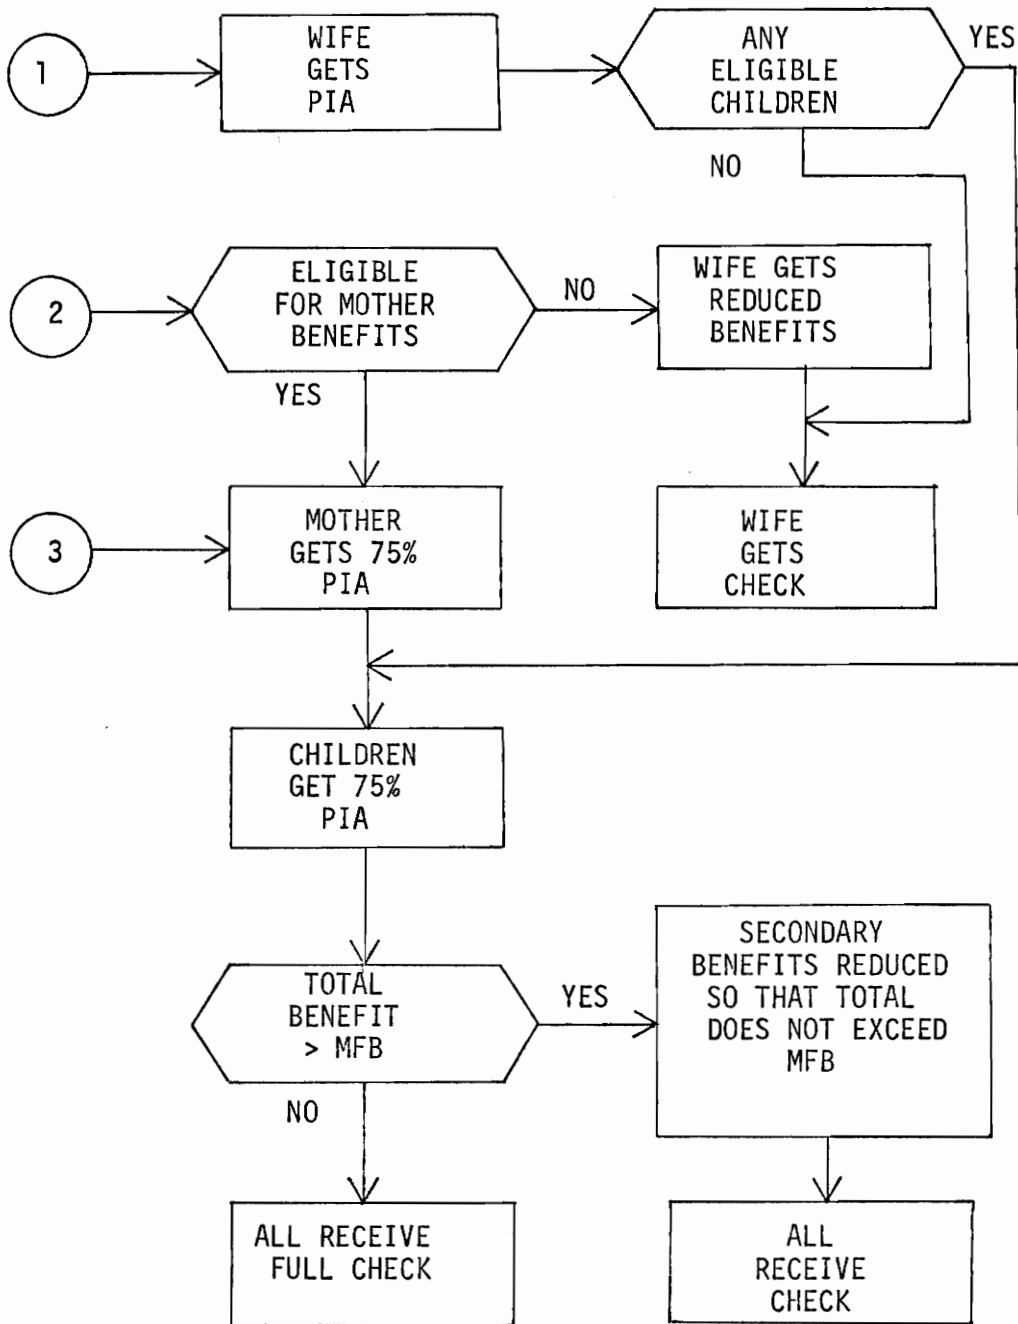 1
WIFE
GETS
PIA
ANY
ELIGIBLE
CHILDREN
YES
NO
2
ELIGIBLE
FOR MOTHER
BENEFITS
NO
WIFE GETS
REDUCED
BENEFITS
YES
3
MOTHER
GETS 75%
PIA
WIFE
GETS
CHECK
CHILDREN
GET 75%
PIA
TOTAL
BENEFIT
> MFB
YES
SECONDARY
BENEFITS REDUCED
SO THAT TOTAL
DOES NOT EXCEED
MFB
NO
ALL RECEIVE
FULL CHECK
ALL
RECEIVE
CHECK